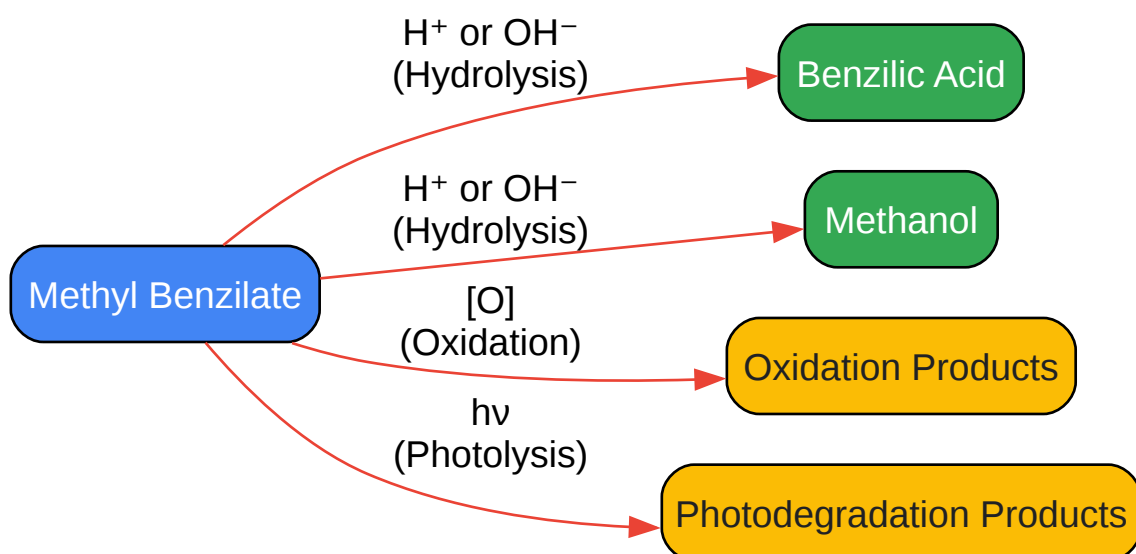 H⁺ or OH⁻
(Hydrolysis)
Benzilic Acid
H⁺ or OH⁻
(Hydrolysis)
Methanol
Methyl Benzilate
[O]
(Oxidation)
Oxidation Products
hν
(Photolysis)
Photodegradation Products